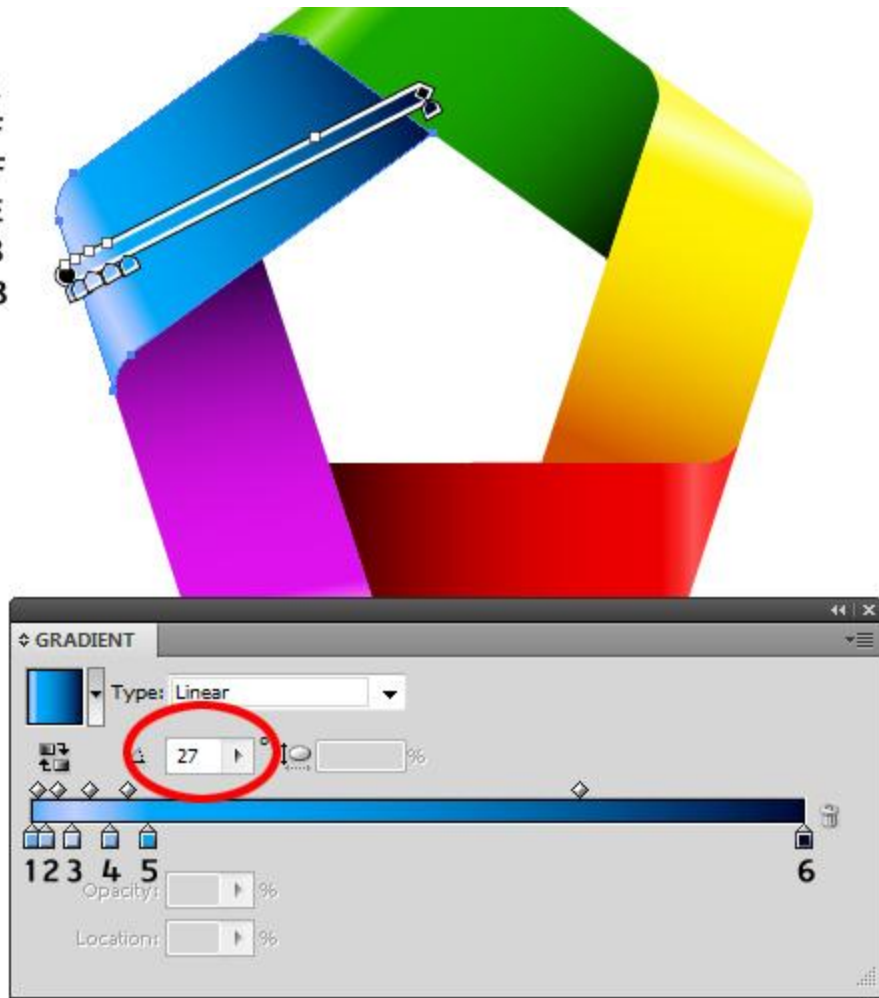 GRADIENT
Type: Linear
27 ° %
1 2 3 4 5 6
Opacity: %
Location: %